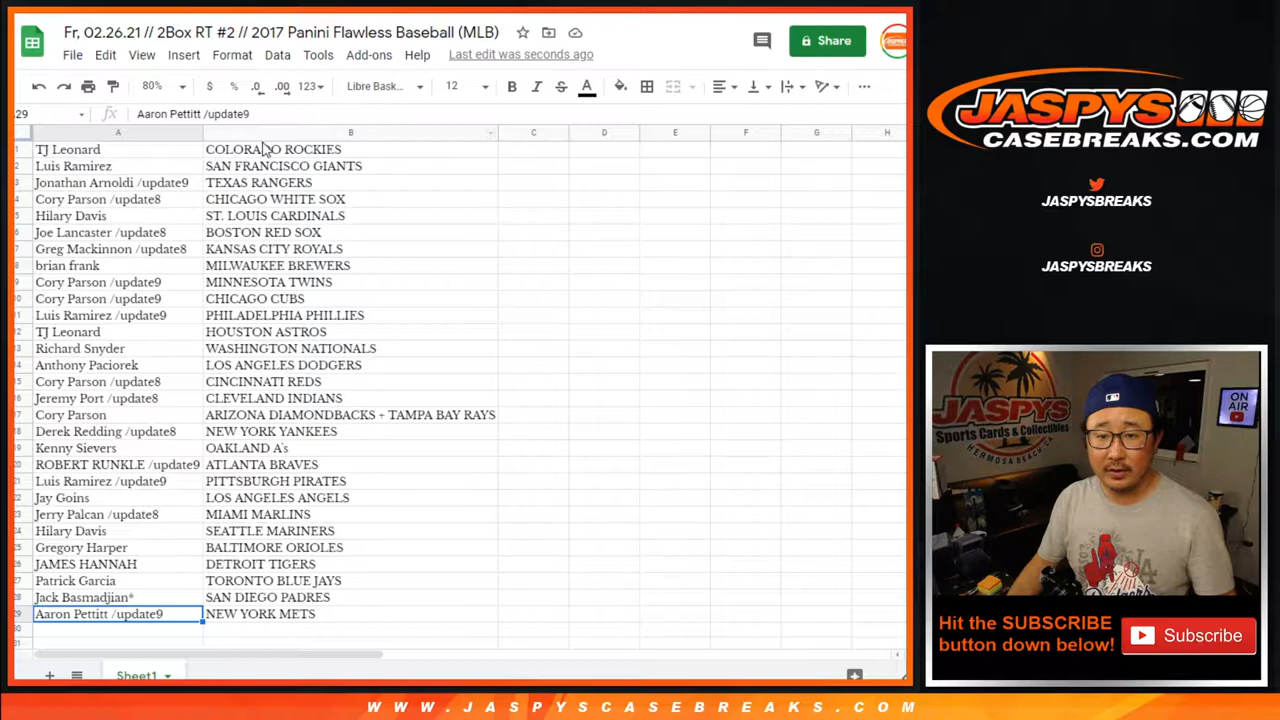 Fr, 02.26.21 // 2Box RT #2 // 2017 Panini Flawless Baseball (MLB)
Share
File Edit View Insert Format Data Tools Add-ons Help Last edit was seconds ago
80% $ % .0 .00 123 Libre Bask... 12 B I S A
29 fx Aaron Pettitt /update9
A B C D E F G H
1 TJ Leonard COLORADO ROCKIES
2 Luis Ramirez SAN FRANCISCO GIANTS
3 Jonathan Arnoldi /update9 TEXAS RANGERS
4 Cory Parson /update8 CHICAGO WHITE SOX
5 Hilary Davis ST. LOUIS CARDINALS
6 Joe Lancaster /update8 BOSTON RED SOX
7 Greg Mackinnon /update8 KANSAS CITY ROYALS
8 brian frank MILWAUKEE BREWERS
9 Cory Parson /update9 MINNESOTA TWINS
10 Cory Parson /update9 CHICAGO CUBS
11 Luis Ramirez /update9 PHILADELPHIA PHILLIES
12 TJ Leonard HOUSTON ASTROS
13 Richard Snyder WASHINGTON NATIONALS
14 Anthony Paciorek LOS ANGELES DODGERS
15 Cory Parson /update8 CINCINNATI REDS
16 Jeremy Port /update8 CLEVELAND INDIANS
17 Cory Parson ARIZONA DIAMONDBACKS + TAMPA BAY RAYS
18 Derek Redding /update8 NEW YORK YANKEES
19 Kenny Sievers OAKLAND A's
20 ROBERT RUNKLE /update9 ATLANTA BRAVES
21 Luis Ramirez /update9 PITTSBURGH PIRATES
22 Jay Goins LOS ANGELES ANGELS
23 Jerry Palcan /update8 MIAMI MARLINS
24 Hilary Davis SEATTLE MARINERS
25 Gregory Harper BALTIMORE ORIOLES
26 JAMES HANNAH DETROIT TIGERS
27 Patrick Garcia TORONTO BLUE JAYS
28 Jack Basmadjian* SAN DIEGO PADRES
29 Aaron Pettitt /update9 NEW YORK METS
30
31
Sheet1
JASPYS
CASEBREAKS.COM
JASPYSBREAKS
JASPYSBREAKS
JASPYS
Sports Cards & Collectibles
HERMOSA BEACH
ON AIR
Hit the SUBSCRIBE
button down below!
Subscribe
WWW.JASPYSCASEBREAKS.COM